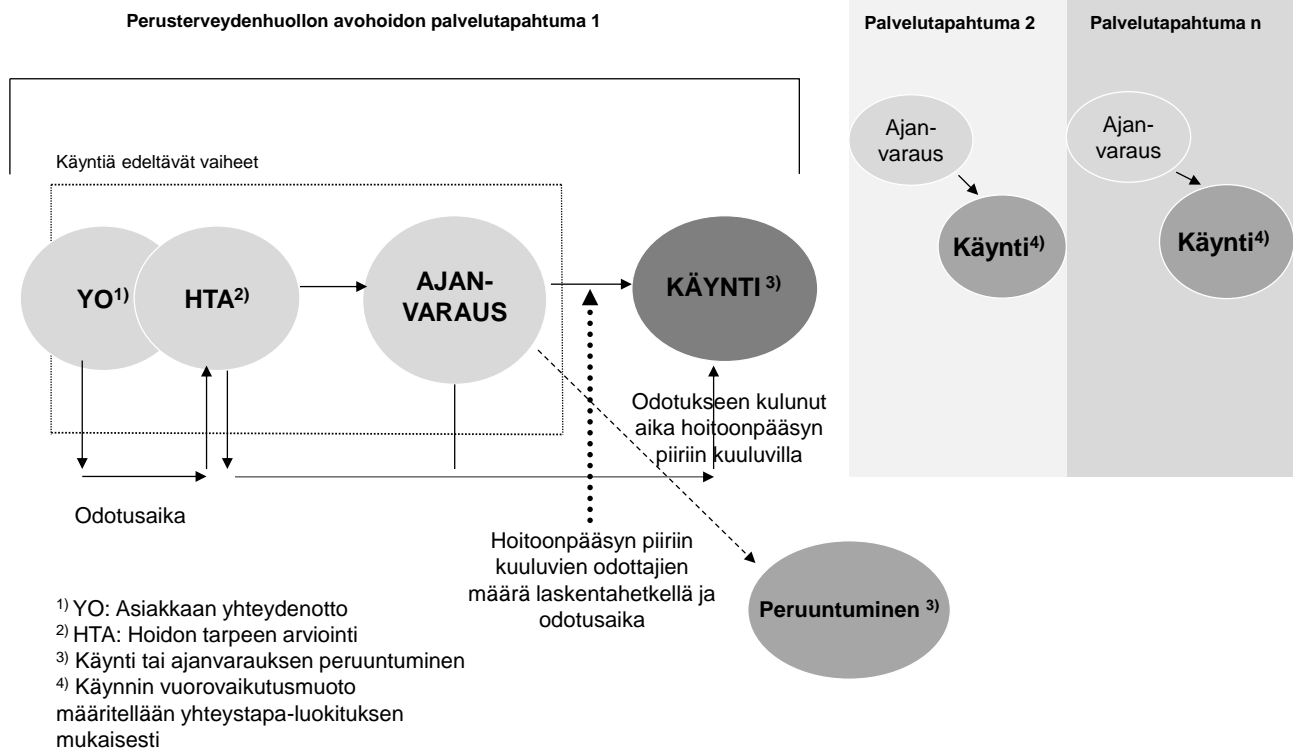 Perusterveydenhuollon avohoidon palvelutapahtuma 1
Palvelutapahtuma 2
Palvelutapahtuma n
Käyntiä edeltävät vaiheet
YO¹⁾
HTA²⁾
AJAN-
VARAUS
KÄYNTI ³⁾
Ajan-
varaus
Käynti⁴⁾
Ajan-
varaus
Käynti⁴⁾
Odotukseen kulunut
aika hoitoonpääsyn
piiriin kuuluvilla
Odotusaika
Hoitoonpääsyn piiriin
kuuluvien odottajien
määrä laskentahetkellä ja
odotusaika
Peruuntuminen ³⁾
¹⁾ YO: Asiakkaan yhteydenotto
²⁾ HTA: Hoidon tarpeen arviointi
³⁾ Käynti tai ajanvarauksen peruuntuminen
⁴⁾ Käynnin vuorovaikutusmuoto
määritellään yhteystapa-luokituksen
mukaisesti